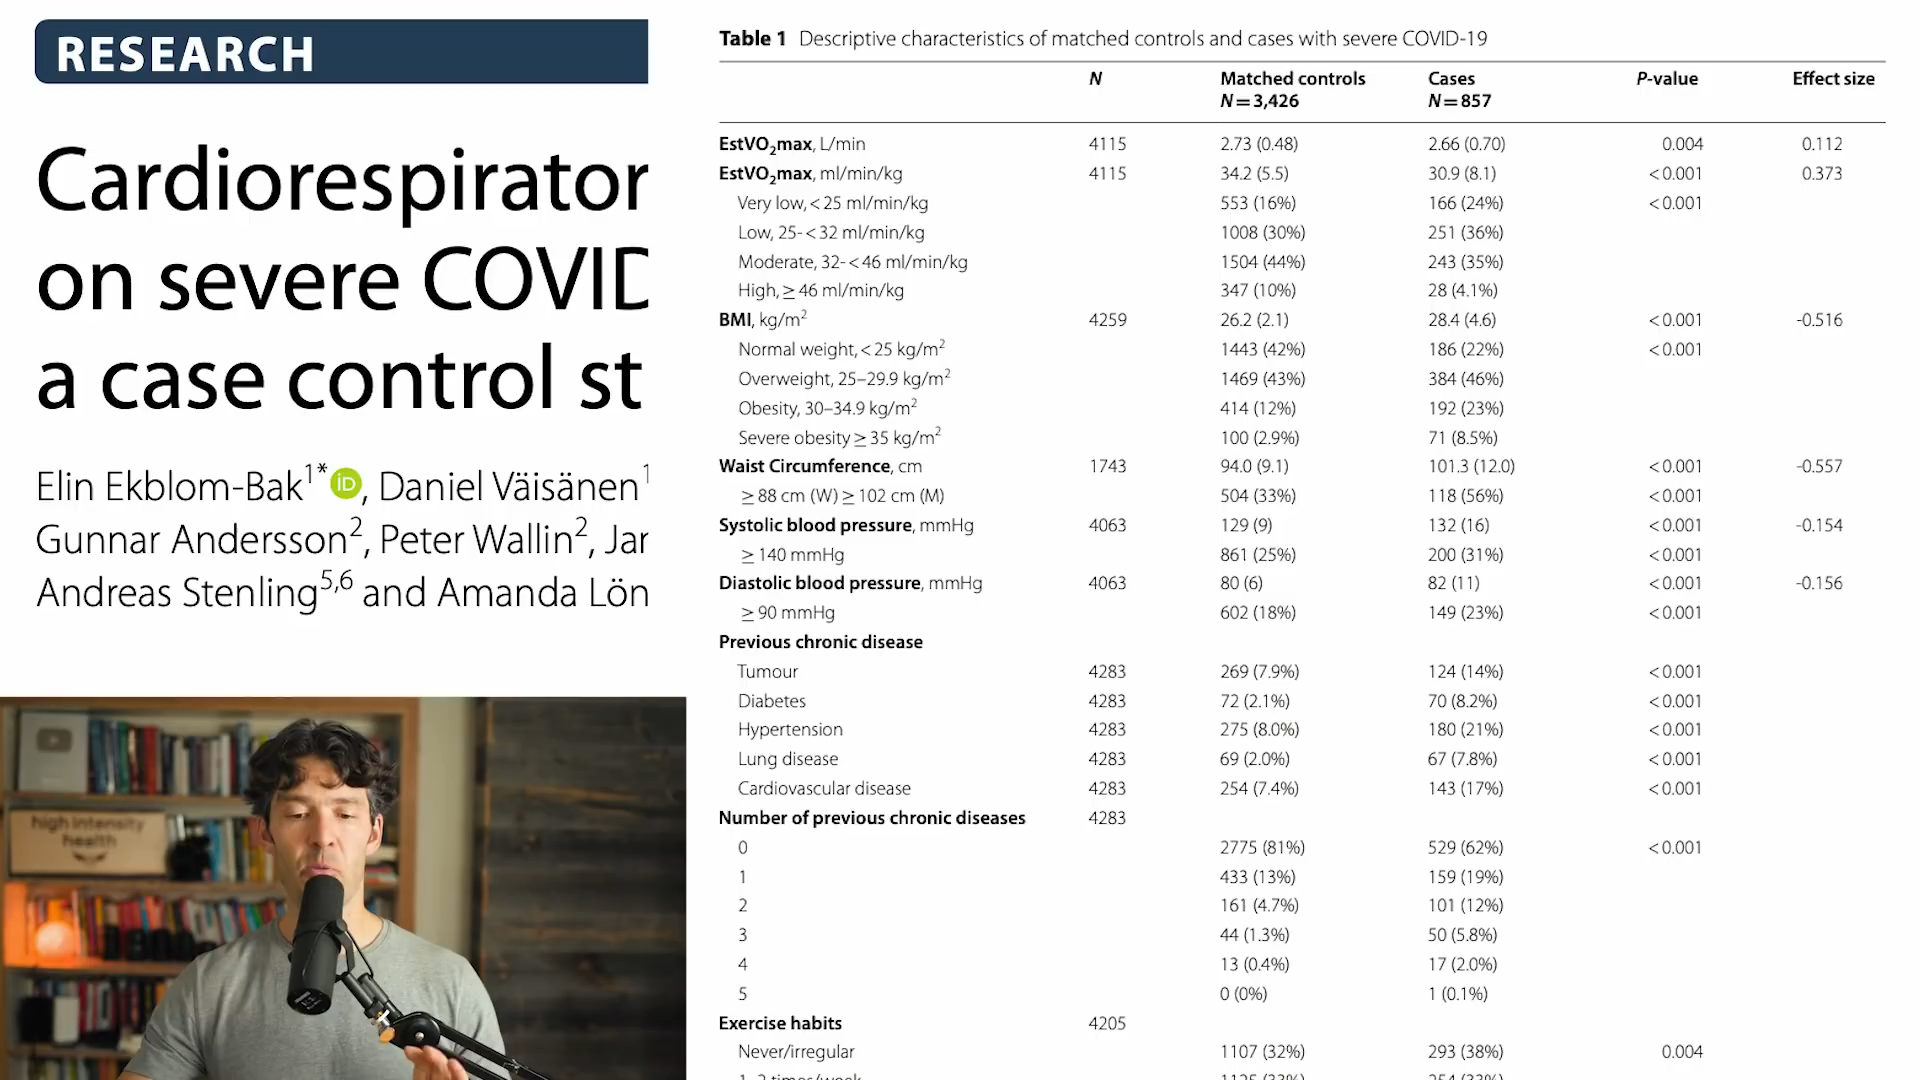 RESEARCH
Cardiorespirator
on severe COVID
a case control st
Elin Ekblom-Bak1* iD, Daniel Väisänen1
Gunnar Andersson2, Peter Wallin2, Jar
Andreas Stenling5,6 and Amanda Lön
high intensity
health
Table 1 Descriptive characteristics of matched controls and cases with severe COVID-19
N Matched controls Cases P-value Effect size
N = 3,426 N = 857
EstVO2max, L/min 4115 2.73 (0.48) 2.66 (0.70) 0.004 0.112
EstVO2max, ml/min/kg 4115 34.2 (5.5) 30.9 (8.1) <0.001 0.373
Very low, < 25 ml/min/kg 553 (16%) 166 (24%) <0.001
Low, 25- < 32 ml/min/kg 1008 (30%) 251 (36%)
Moderate, 32- < 46 ml/min/kg 1504 (44%) 243 (35%)
High, ≥ 46 ml/min/kg 347 (10%) 28 (4.1%)
BMI, kg/m2 4259 26.2 (2.1) 28.4 (4.6) <0.001 -0.516
Normal weight, < 25 kg/m2 1443 (42%) 186 (22%) <0.001
Overweight, 25–29.9 kg/m2 1469 (43%) 384 (46%)
Obesity, 30–34.9 kg/m2 414 (12%) 192 (23%)
Severe obesity ≥ 35 kg/m2 100 (2.9%) 71 (8.5%)
Waist Circumference, cm 1743 94.0 (9.1) 101.3 (12.0) <0.001 -0.557
≥ 88 cm (W) ≥ 102 cm (M) 504 (33%) 118 (56%) <0.001
Systolic blood pressure, mmHg 4063 129 (9) 132 (16) <0.001 -0.154
≥ 140 mmHg 861 (25%) 200 (31%) <0.001
Diastolic blood pressure, mmHg 4063 80 (6) 82 (11) <0.001 -0.156
≥ 90 mmHg 602 (18%) 149 (23%) <0.001
Previous chronic disease
Tumour 4283 269 (7.9%) 124 (14%) <0.001
Diabetes 4283 72 (2.1%) 70 (8.2%) <0.001
Hypertension 4283 275 (8.0%) 180 (21%) <0.001
Lung disease 4283 69 (2.0%) 67 (7.8%) <0.001
Cardiovascular disease 4283 254 (7.4%) 143 (17%) <0.001
Number of previous chronic diseases 4283
0 2775 (81%) 529 (62%) <0.001
1 433 (13%) 159 (19%)
2 161 (4.7%) 101 (12%)
3 44 (1.3%) 50 (5.8%)
4 13 (0.4%) 17 (2.0%)
5 0 (0%) 1 (0.1%)
Exercise habits 4205
Never/irregular 1107 (32%) 293 (38%) 0.004